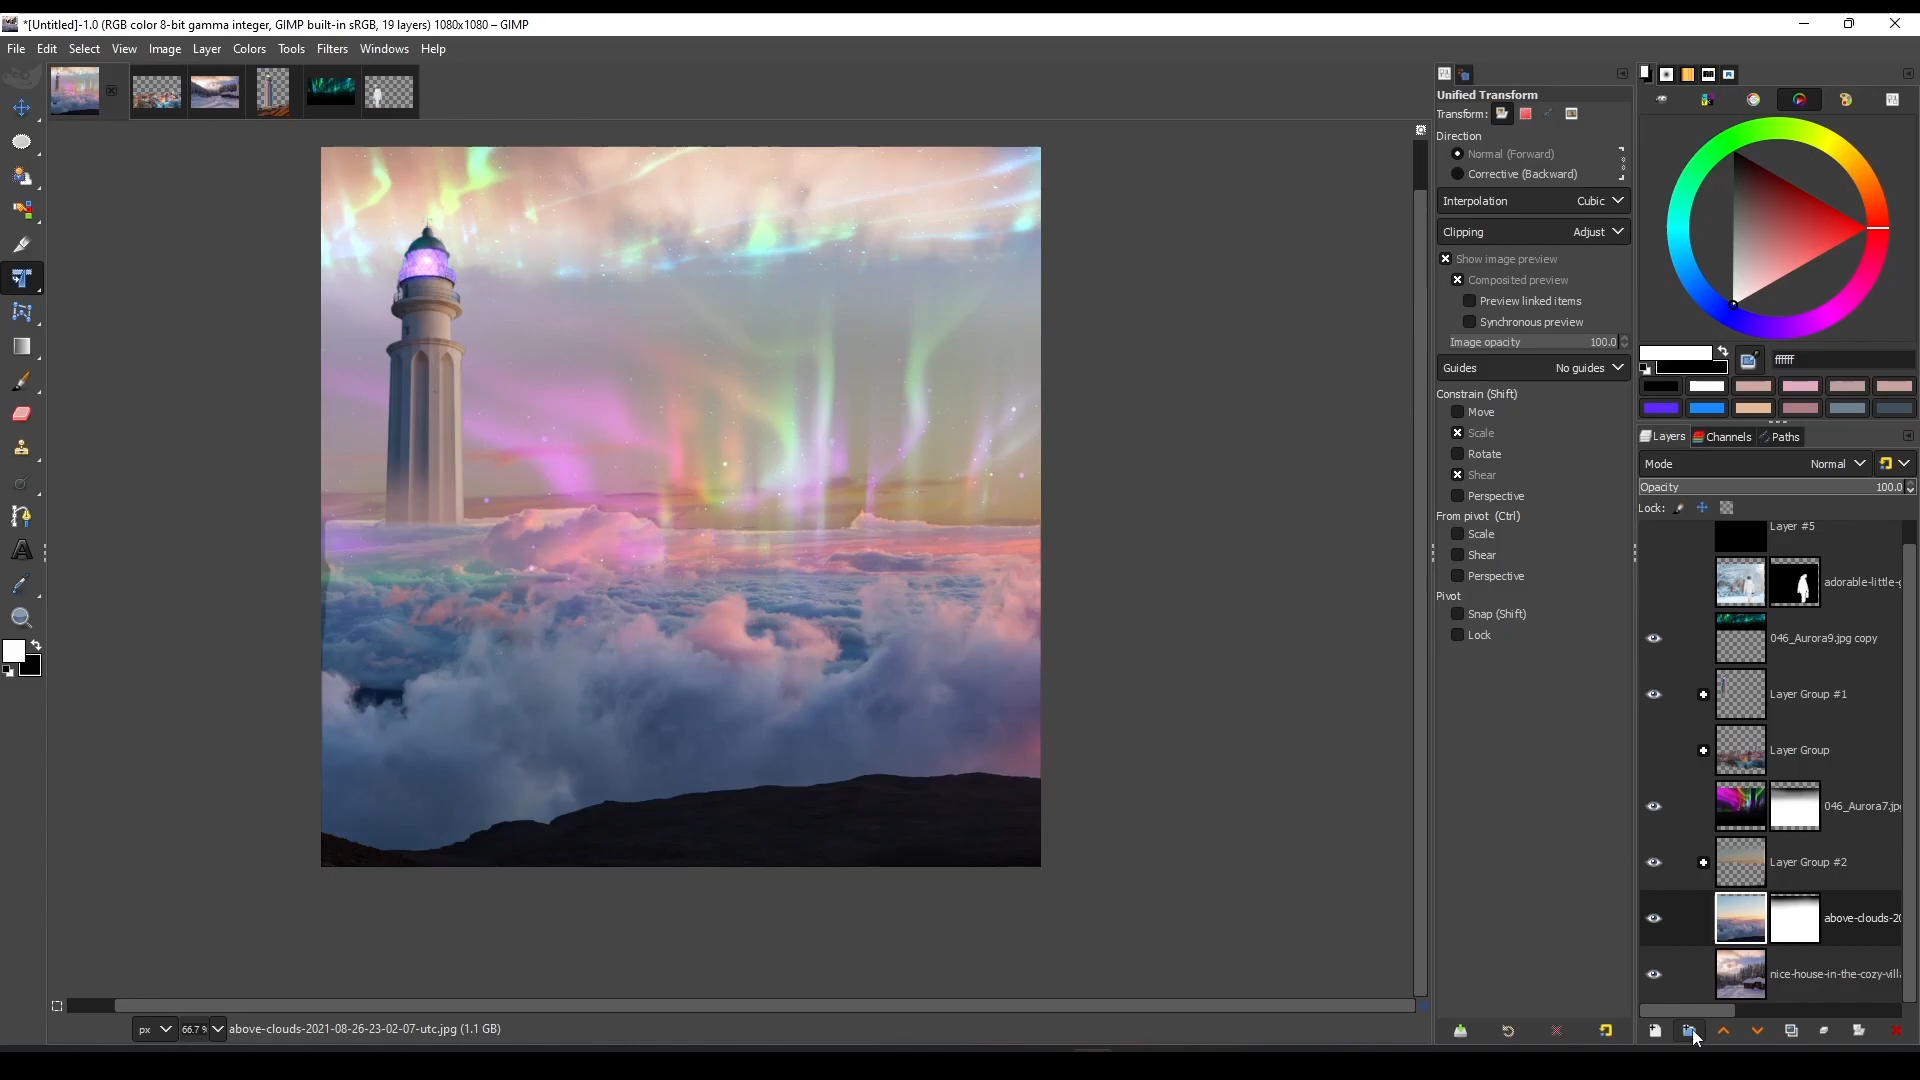 *[Untitled]-1.0 (RGB color 8-bit gamma integer, GIMP built-in sRGB, 19 layers) 1080x1080 – GIMP
File Edit Select View Image Layer Colors Tools Filters Windows Help
Unified Transform
Transform:
Direction
Normal (Forward)
Corrective (Backward)
Interpolation Cubic
Clipping Adjust
Show image preview
Composited preview
Preview linked items
Synchronous preview
Image opacity 100.0
Guides No guides
Constrain (Shift)
Move
Scale
Rotate
Shear
Perspective
From pivot (Ctrl)
Scale
Shear
Perspective
Pivot
Snap (Shift)
Lock
ffffff
Layers Channels Paths
Mode Normal
Opacity 100.0
Lock:
Layer #5
adorable-little-g
046_Aurora9.jpg copy
Layer Group #1
Layer Group
046_Aurora7.jpg
Layer Group #2
above-clouds-20
nice-house-in-the-cozy-vill
px 66.7 % above-clouds-2021-08-26-23-02-07-utc.jpg (1.1 GB)